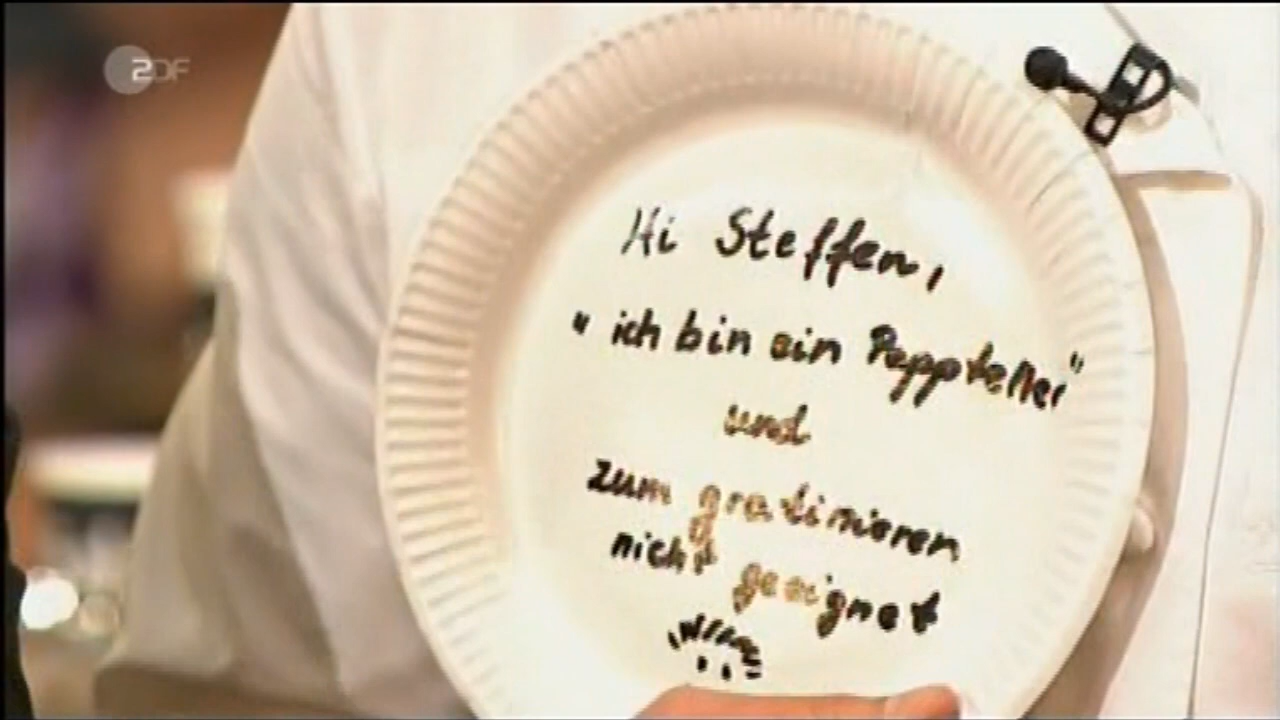 ZDF
Hi Steffen,
"ich bin ein Pappteller"
und
zum gratinieren
nicht geeignet